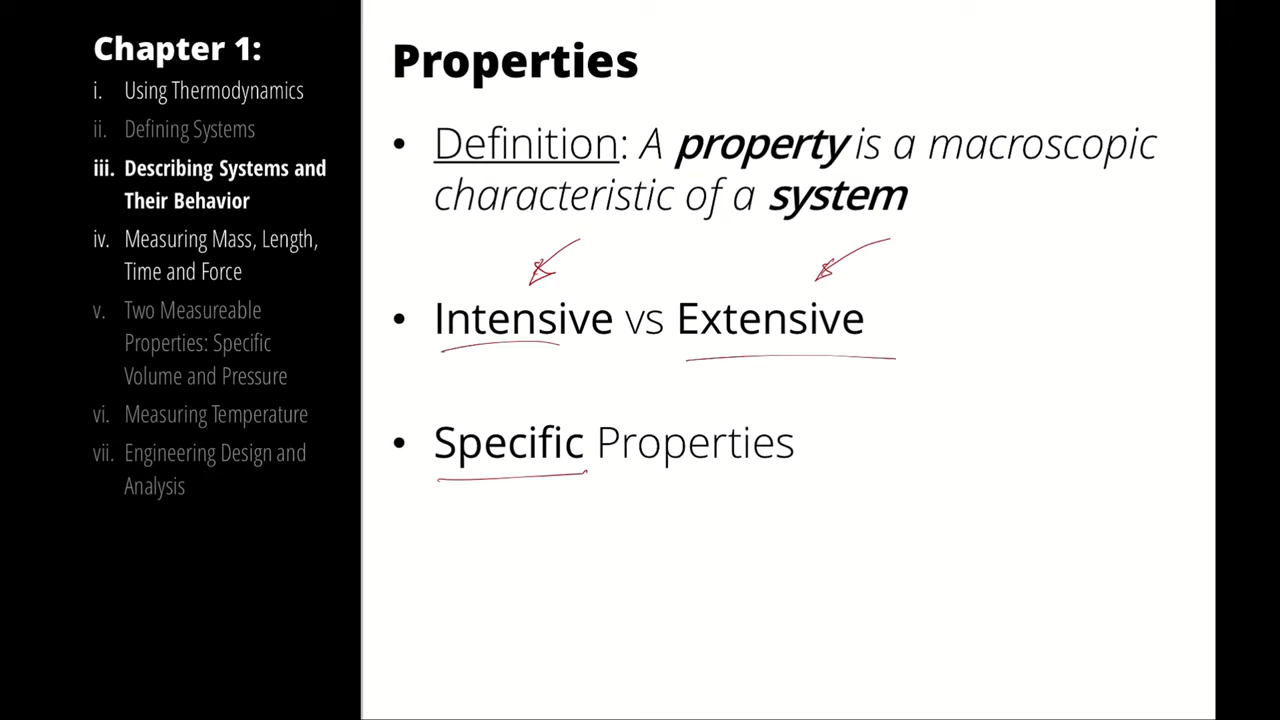 Chapter 1:
i. Using Thermodynamics
ii. Defining Systems
iii. Describing Systems and
Their Behavior
iv. Measuring Mass, Length,
Time and Force
v. Two Measureable
Properties: Specific
Volume and Pressure
vi. Measuring Temperature
vii. Engineering Design and
Analysis
Properties
• Definition: A property is a macroscopic
characteristic of a system
• Intensive vs Extensive
• Specific Properties